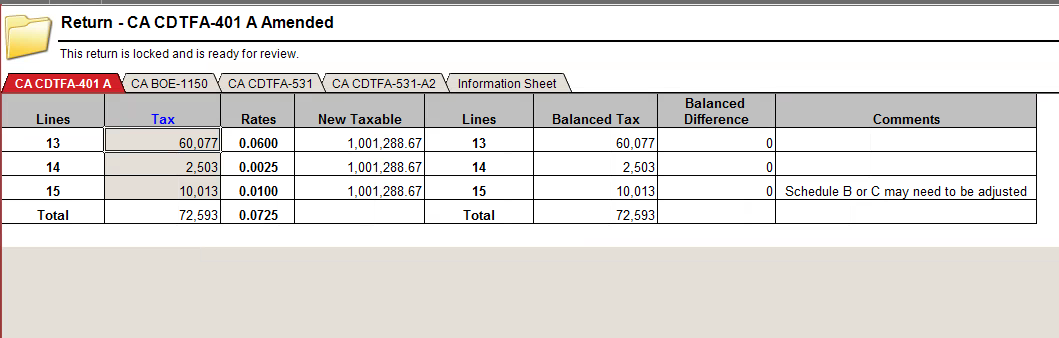 Return - CA CDTFA-401 A Amended
This return is locked and is ready for review.
CA CDTFA-401 A CA BOE-1150 CA CDTFA-531 CA CDTFA-531-A2 Information Sheet
Lines Tax Rates New Taxable Lines Balanced Tax Balanced Difference Comments
13 60,077 0.0600 1,001,288.67 13 60,077 0
14 2,503 0.0025 1,001,288.67 14 2,503 0
15 10,013 0.0100 1,001,288.67 15 10,013 0 Schedule B or C may need to be adjusted
Total 72,593 0.0725 Total 72,593